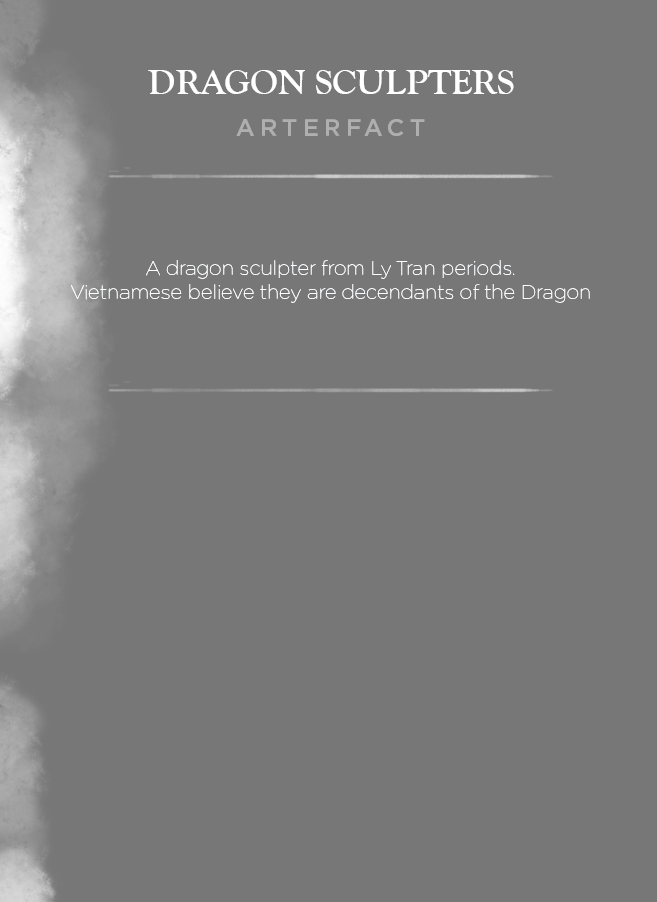 DRAGON SCULPTERS
ARTERFACT
A dragon sculpter from Ly Tran periods.
Vietnamese believe they are decendants of the Dragon